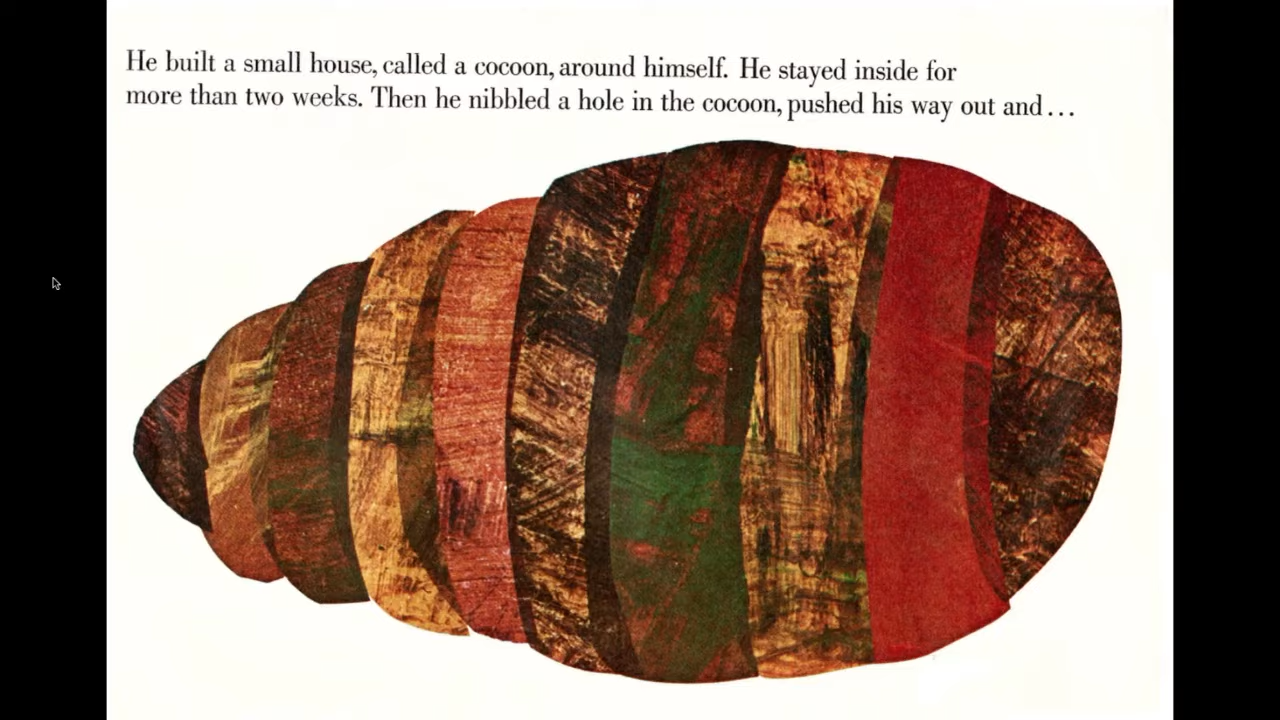 He built a small house, called a cocoon, around himself. He stayed inside for
more than two weeks. Then he nibbled a hole in the cocoon, pushed his way out and...